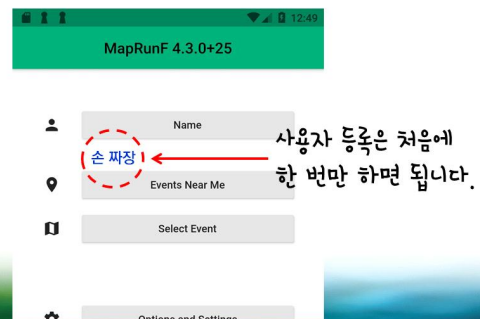 12:49
MapRunF 4.3.0+25
Name
손 짜장
사용자 등록은 처음에
한 번만 하면 됩니다.
Events Near Me
Select Event
Options and Settings